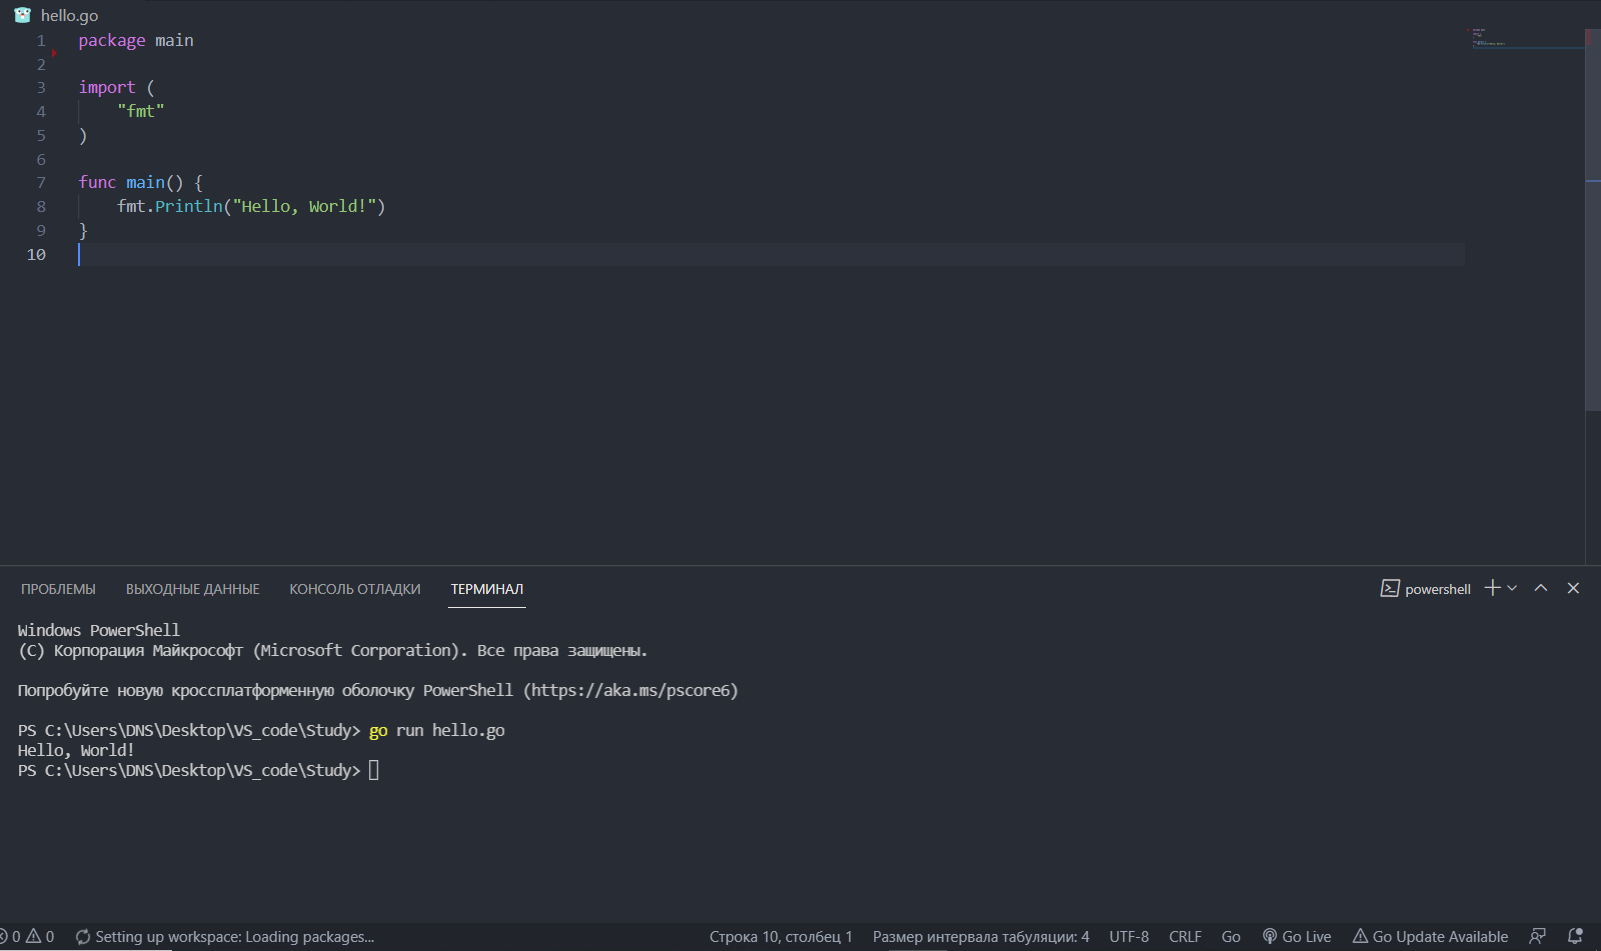 hello.go
1 package main
2
3 import (
4 "fmt"
5 )
6
7 func main() {
8 fmt.Println("Hello, World!")
9 }
10
ПРОБЛЕМЫ ВЫХОДНЫЕ ДАННЫЕ КОНСОЛЬ ОТЛАДКИ ТЕРМИНАЛ powershell
Windows PowerShell
(C) Корпорация Майкрософт (Microsoft Corporation). Все права защищены.
Попробуйте новую кроссплатформенную оболочку PowerShell (https://aka.ms/pscore6)
PS C:\Users\DNS\Desktop\VS_code\Study> go run hello.go
Hello, World!
PS C:\Users\DNS\Desktop\VS_code\Study>
0 0 Setting up workspace: Loading packages... Строка 10, столбец 1 Размер интервала табуляции: 4 UTF-8 CRLF Go Go Live Go Update Available